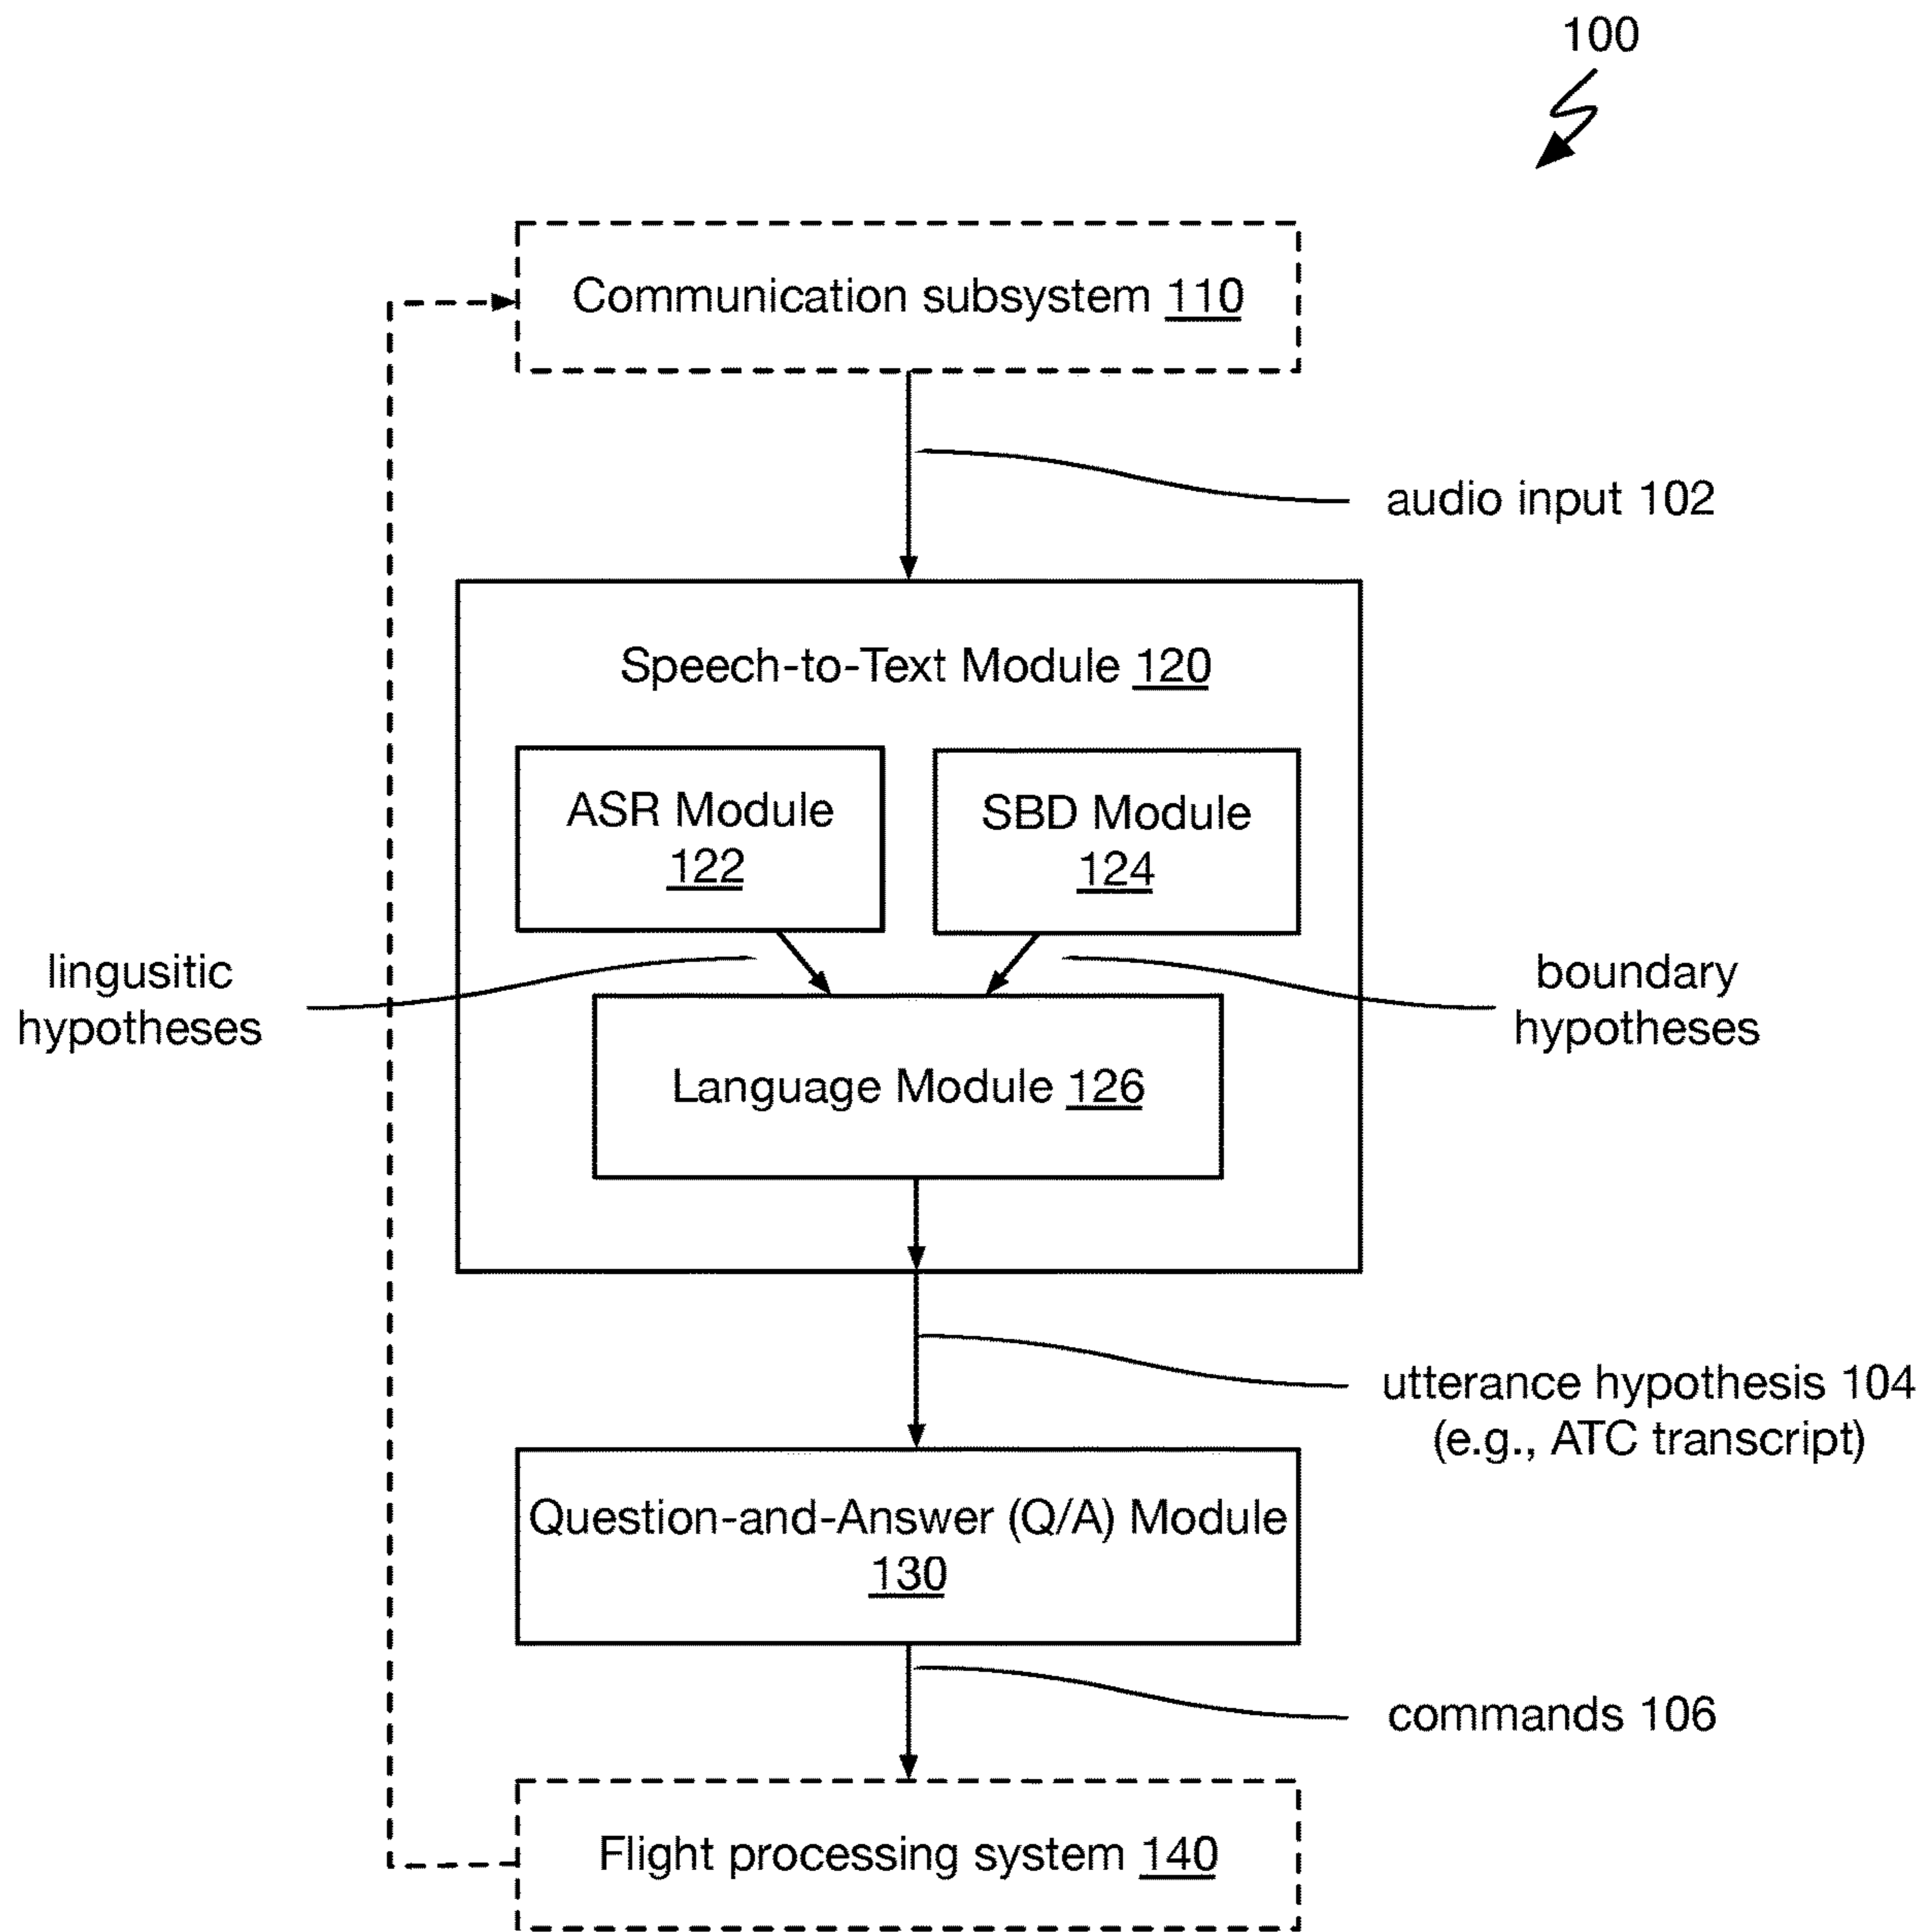 100
Communication subsystem 110
audio input 102
Speech-to-Text Module 120
ASR Module
122
SBD Module
124
lingusitic
hypotheses
boundary
hypotheses
Language Module 126
utterance hypothesis 104
(e.g., ATC transcript)
Question-and-Answer (Q/A) Module
130
commands 106
Flight processing system 140